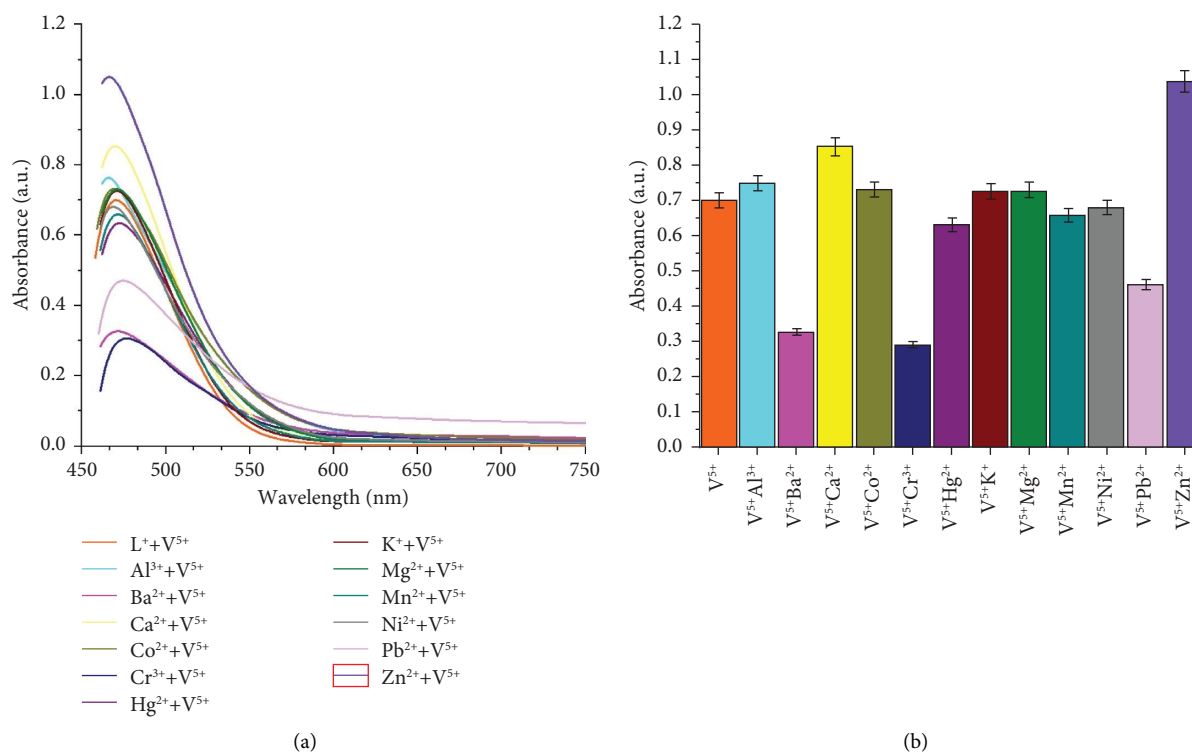 1.2
1.0
0.8
0.6
0.4
0.2
0.0
Absorbance (a.u.)
450 500 550 600 650 700 750
Wavelength (nm)
L⁺+V⁵⁺
Al³⁺+V⁵⁺
Ba²⁺+V⁵⁺
Ca²⁺+V⁵⁺
Co²⁺+V⁵⁺
Cr³⁺+V⁵⁺
Hg²⁺+V⁵⁺
K⁺+V⁵⁺
Mg²⁺+V⁵⁺
Mn²⁺+V⁵⁺
Ni²⁺+V⁵⁺
Pb²⁺+V⁵⁺
Zn²⁺+V⁵⁺
(a)
1.2
1.1
1.0
0.9
0.8
0.7
0.6
0.5
0.4
0.3
0.2
0.1
0.0
Absorbance (a.u.)
V⁵⁺
V⁵⁺Al³⁺
V⁵⁺Ba²⁺
V⁵⁺Ca²⁺
V⁵⁺Co²⁺
V⁵⁺Cr³⁺
V⁵⁺Hg²⁺
V⁵⁺K⁺
V⁵⁺Mg²⁺
V⁵⁺Mn²⁺
V⁵⁺Ni²⁺
V⁵⁺Pb²⁺
V⁵⁺Zn²⁺
(b)